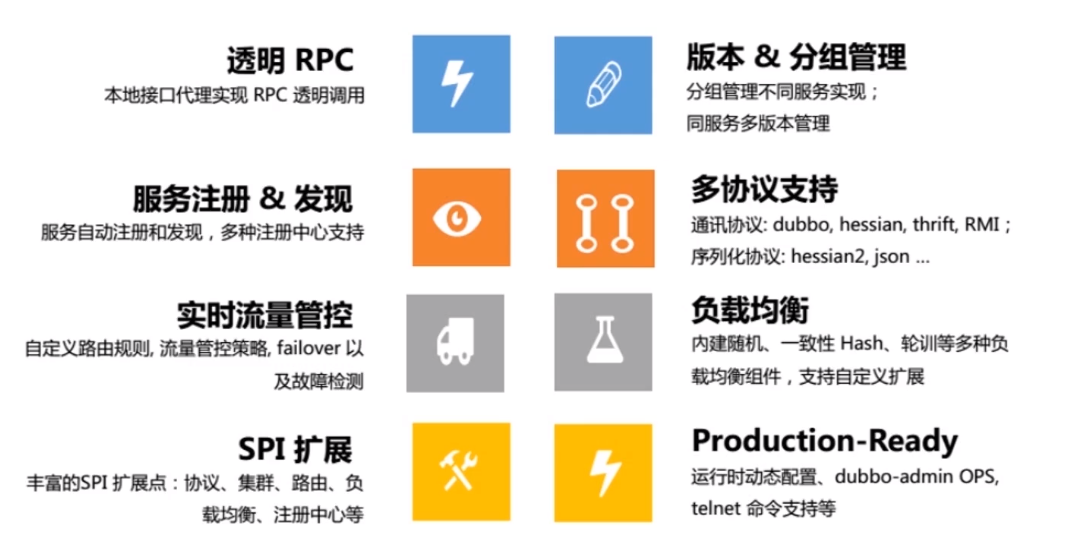 透明 RPC
本地接口代理实现 RPC 透明调用
版本 & 分组管理
分组管理不同服务实现；
同服务多版本管理
服务注册 & 发现
服务自动注册和发现，多种注册中心支持
多协议支持
通讯协议: dubbo, hessian, thrift, RMI；
序列化协议: hessian2, json ...
实时流量管控
自定义路由规则, 流量管控策略, failover 以
及故障检测
负载均衡
内建随机、一致性 Hash、轮训等多种负
载均衡组件，支持自定义扩展
SPI 扩展
丰富的SPI 扩展点：协议、集群、路由、负
载均衡、注册中心等
Production-Ready
运行时动态配置、dubbo-admin OPS,
telnet 命令支持等